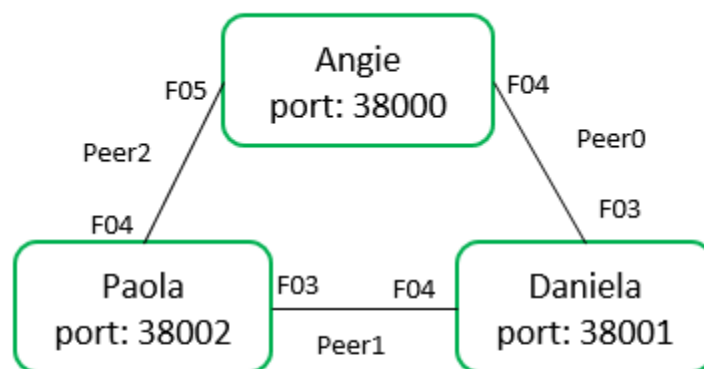 Angie
port: 38000
F05
F04
Peer2
Peer0
F04
F03
Paola
port: 38002
F03
F04
Peer1
Daniela
port: 38001